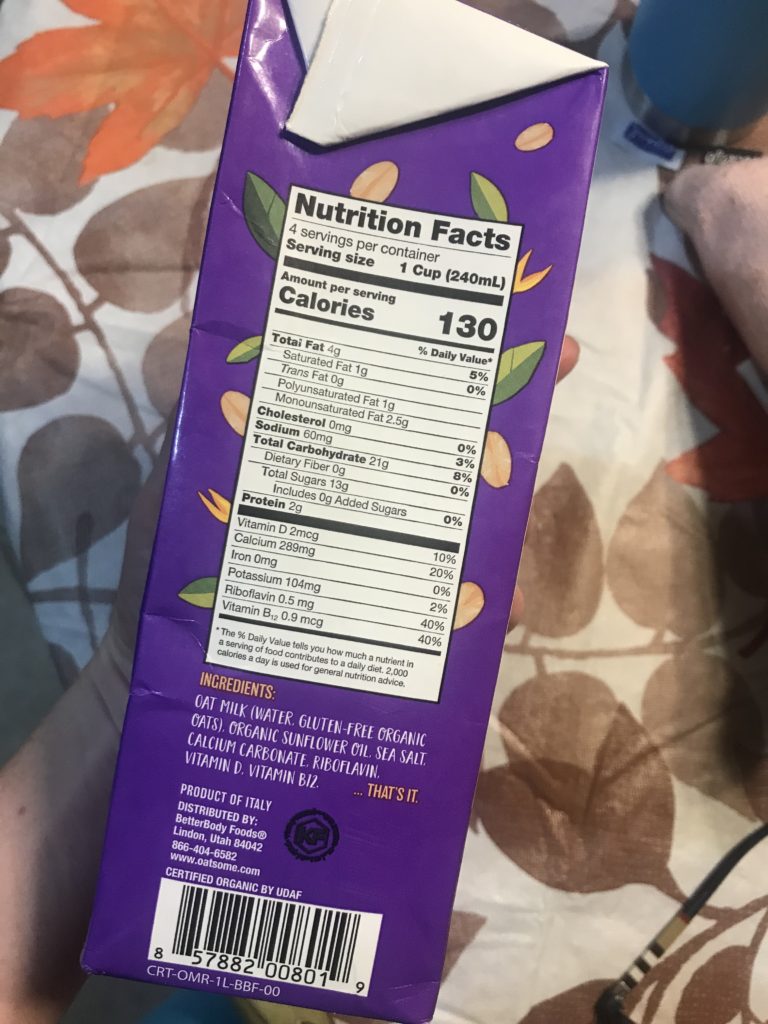 Nutrition Facts
4 servings per container
Serving size 1 Cup (240mL)
Amount per serving
Calories 130
% Daily Value*
Total Fat 4g 5%
Saturated Fat 1g 0%
Trans Fat 0g
Polyunsaturated Fat 1g
Monounsaturated Fat 2.5g
Cholesterol 0mg 0%
Sodium 60mg 3%
Total Carbohydrate 21g 8%
Dietary Fiber 0g 0%
Total Sugars 13g
Includes 0g Added Sugars 0%
Protein 2g
Vitamin D 2mcg 10%
Calcium 289mg 20%
Iron 0mg 0%
Potassium 104mg 2%
Riboflavin 0.5 mg 40%
Vitamin B12 0.9 mcg 40%
*The % Daily Value tells you how much a nutrient in
a serving of food contributes to a daily diet. 2,000
calories a day is used for general nutrition advice.
INGREDIENTS:
OAT MILK (WATER, GLUTEN-FREE ORGANIC
OATS), ORGANIC SUNFLOWER OIL, SEA SALT,
CALCIUM CARBONATE, RIBOFLAVIN,
VITAMIN D, VITAMIN B12.
... THAT'S IT.
PRODUCT OF ITALY
DISTRIBUTED BY:
BetterBody Foods®
Lindon, Utah 84042
866-404-6582
www.oatsome.com
CERTIFIED ORGANIC BY UDAF
KF
8 57882 00801 9
CRT-OMR-1L-BBF-00